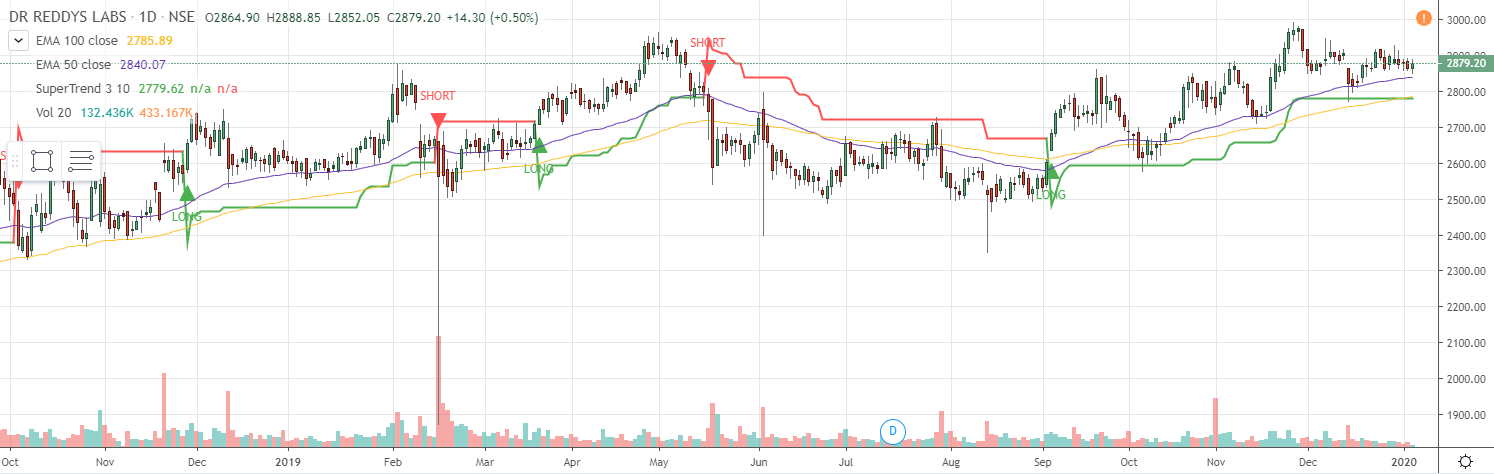 DR REDDYS LABS · 1D · NSE O2864.90 H2888.85 L2852.05 C2879.20 +14.30 (+0.50%)
EMA 100 close 2785.89
EMA 50 close 2840.07
SuperTrend 3 10 2779.62 n/a n/a
Vol 20 132.436K 433.167K
S
LONG
SHORT
LONG
SHORT
LONG
D
!
3000.00
2879.20
2800.00
2700.00
2600.00
2500.00
2400.00
2300.00
2200.00
2100.00
2000.00
1900.00
Oct Nov Dec 2019 Feb Mar Apr May Jun Jul Aug Sep Oct Nov Dec 2020